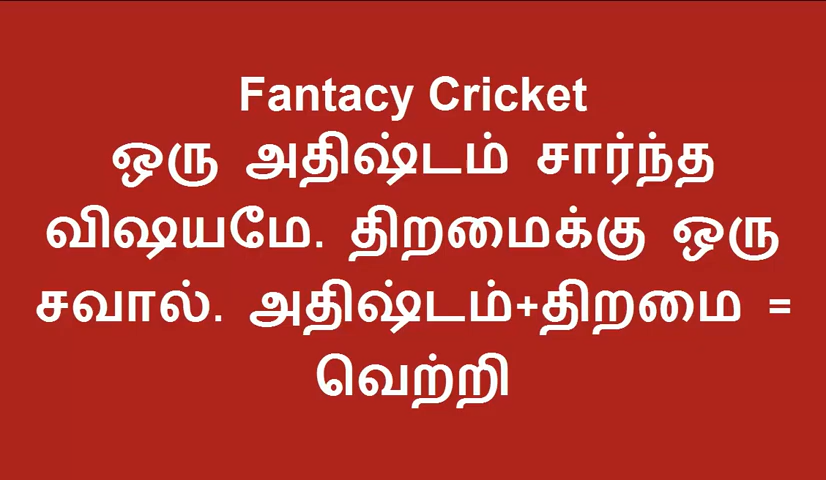 Fantacy Cricket
ஒரு அதிஷ்டம் சார்ந்த
விஷயமே. திறமைக்கு ஒரு
சவால். அதிஷ்டம்+திறமை =
வெற்றி